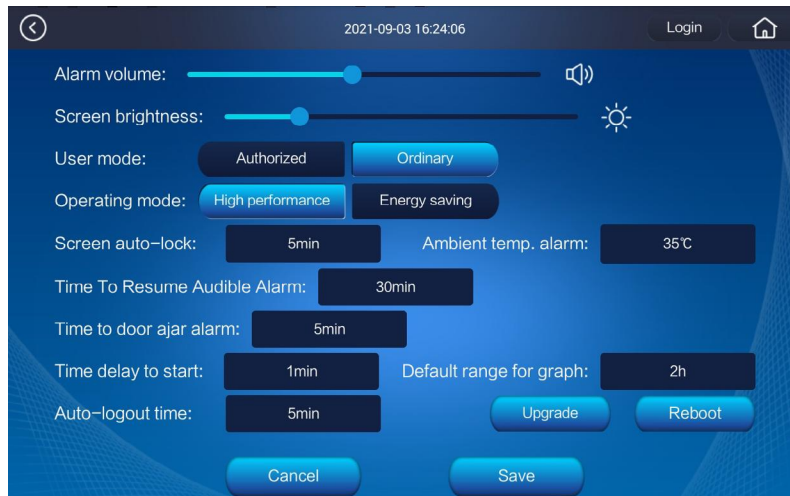 2021-09-03 16:24:06 Login
Alarm volume:
Screen brightness:
User mode: Authorized Ordinary
Operating mode: High performance Energy saving
Screen auto-lock: 5min Ambient temp. alarm: 35℃
Time To Resume Audible Alarm: 30min
Time to door ajar alarm: 5min
Time delay to start: 1min Default range for graph: 2h
Auto-logout time: 5min Upgrade Reboot
Cancel Save